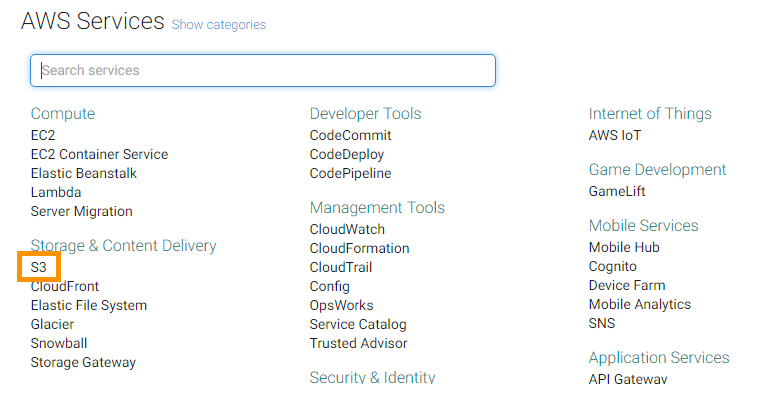 AWS Services Show categories
Search services
Compute
EC2
EC2 Container Service
Elastic Beanstalk
Lambda
Server Migration
Storage & Content Delivery
S3
CloudFront
Elastic File System
Glacier
Snowball
Storage Gateway
Developer Tools
CodeCommit
CodeDeploy
CodePipeline
Management Tools
CloudWatch
CloudFormation
CloudTrail
Config
OpsWorks
Service Catalog
Trusted Advisor
Security & Identity
Internet of Things
AWS IoT
Game Development
GameLift
Mobile Services
Mobile Hub
Cognito
Device Farm
Mobile Analytics
SNS
Application Services
API Gateway